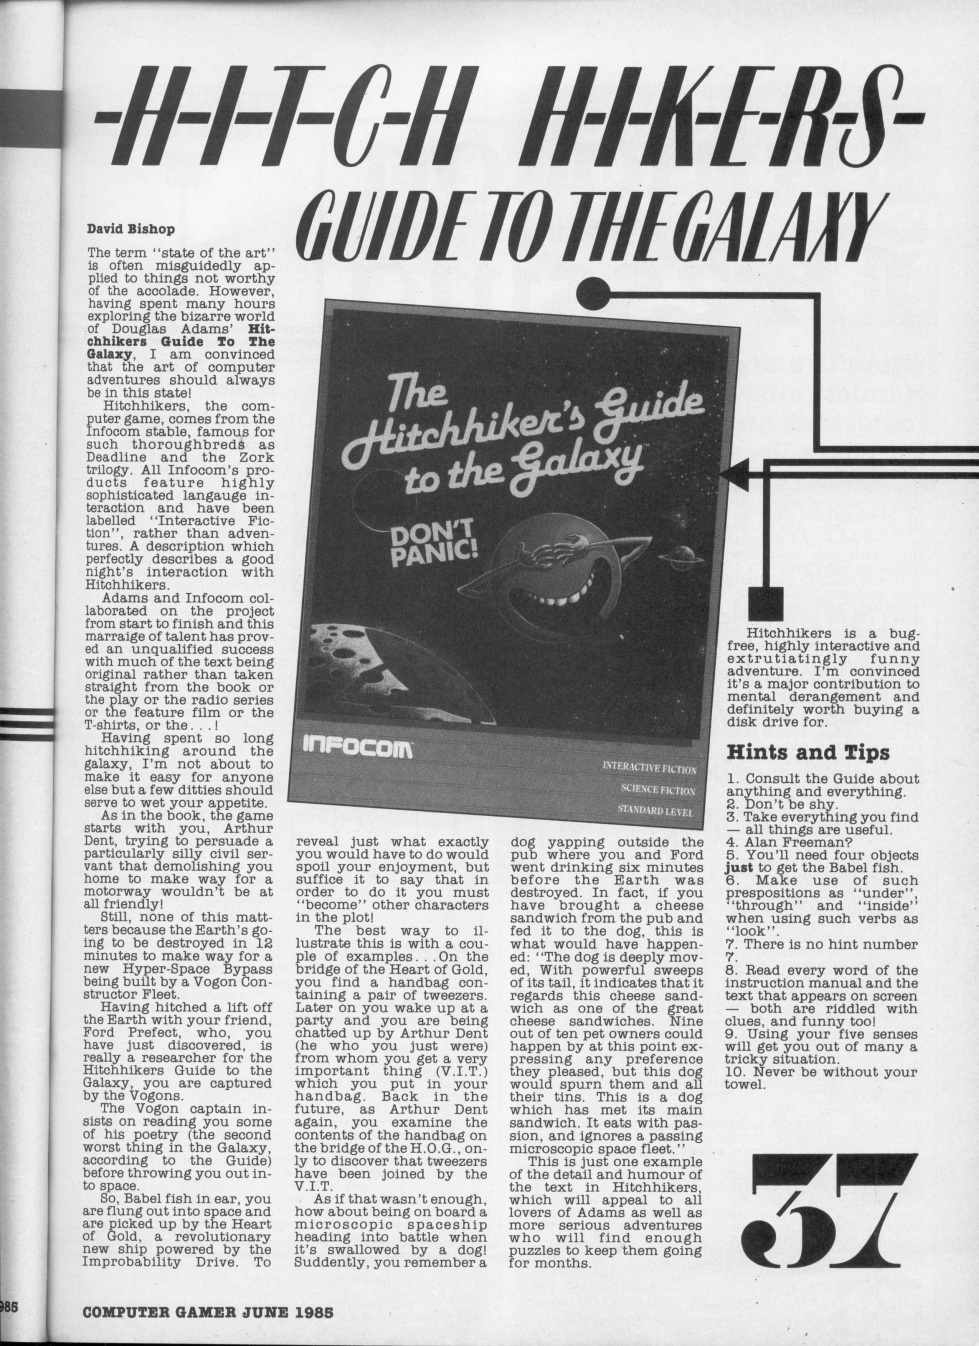 -H-I-T-C-H H-I-K-E-R-S-
GUIDE TO THE GALAXY
David Bishop
The term "state of the art"
is often misguidedly ap-
plied to things not worthy
of the accolade. However,
having spent many hours
exploring the bizarre world
of Douglas Adams' Hit-
chhikers Guide To The
Galaxy, I am convinced
that the art of computer
adventures should always
be in this state!
Hitchhikers, the com-
puter game, comes from the
Infocom stable, famous for
such thoroughbreds as
Deadline and the Zork
trilogy. All Infocom's pro-
ducts feature highly
sophisticated langauge in-
teraction and have been
labelled "Interactive Fic-
tion", rather than adven-
tures. A description which
perfectly describes a good
night's interaction with
Hitchhikers.
Adams and Infocom col-
laborated on the project
from start to finish and this
marraige of talent has prov-
ed an unqualified success
with much of the text being
original rather than taken
straight from the book or
the play or the radio series
or the feature film or the
T-shirts, or the...!
Having spent so long
hitchhiking around the
galaxy, I'm not about to
make it easy for anyone
else but a few ditties should
serve to wet your appetite.
As in the book, the game
starts with you, Arthur
Dent, trying to persuade a
particularly silly civil ser-
vant that demolishing you
home to make way for a
motorway wouldn't be at
all friendly!
Still, none of this mat-
ters because the Earth's go-
ing to be destroyed in 12
minutes to make way for a
new Hyper-Space Bypass
being built by a Vogon Con-
structor Fleet.
Having hitched a lift off
the Earth with your friend,
Ford Prefect, who, you
have just discovered, is
really a researcher for the
Hitchhikers Guide to the
Galaxy, you are captured
by the Vogons.
The Vogon captain in-
sists on reading you some
of his poetry (the second
worst thing in the Galaxy,
according to the Guide)
before throwing you out in-
to space.
So, Babel fish in ear, you
are flung out into space and
are picked up by the Heart
of Gold, a revolutionary
new ship powered by the
Improbability Drive. To
The
Hitchhiker's Guide
to the Galaxy
DON'T
PANIC!
INFOCOM
INTERACTIVE FICTION
SCIENCE FICTION
STANDARD LEVEL
reveal just what exactly
you would have to do would
spoil your enjoyment, but
suffice it to say that in
order to do it you must
"become" other characters
in the plot!
The best way to il-
lustrate this is with a cou-
ple of examples...On the
bridge of the Heart of Gold,
you find a handbag con-
taining a pair of tweezers.
Later on you wake up at a
party and you are being
chatted up by Arthur Dent
(he who you just were)
from whom you get a very
important thing (V.I.T.)
which you put in your
handbag. Back in the
future, as Arthur Dent
again, you examine the
contents of the handbag on
the bridge of the H.O.G., on-
ly to discover that tweezers
have been joined by the
V.I.T.
As if that wasn't enough,
how about being on board a
microscopic spaceship
heading into battle when
it's swallowed by a dog!
Suddenly, you remember a
dog yapping outside the
pub where you and Ford
went drinking six minutes
before the Earth was
destroyed. In fact, if you
have brought a cheese
sandwich from the pub and
fed it to the dog, this is
what would have happen-
ed: "The dog is deeply mov-
ed, With powerful sweeps
of its tail, it indicates that it
regards this cheese sand-
wich as one of the great
cheese sandwiches. Nine
out of ten pet owners could
happen by at this point ex-
pressing any preference
they pleased, but this dog
would spurn them and all
their tins. This is a dog
which has met its main
sandwich. It eats with pas-
sion, and ignores a passing
microscopic space fleet."
This is just one example
of the detail and humour of
the text in Hitchhikers,
which will appeal to all
lovers of Adams as well as
more serious adventures
who will find enough
puzzles to keep them going
for months.
Hitchhikers is a bug-
free, highly interactive and
extrutiatingly funny
adventure. I'm convinced
it's a major contribution to
mental derangement and
definitely worth buying a
disk drive for.
Hints and Tips
1. Consult the Guide about
anything and everything.
2. Don't be shy.
3. Take everything you find
— all things are useful.
4. Alan Freeman?
5. You'll need four objects
just to get the Babel fish.
6. Make use of such
prespositions as "under",
"through" and "inside"
when using such verbs as
"look".
7. There is no hint number
7.
8. Read every word of the
instruction manual and the
text that appears on screen
— both are riddled with
clues, and funny too!
9. Using your five senses
will get you out of many a
tricky situation.
10. Never be without your
towel.
37
985
COMPUTER GAMER JUNE 1985